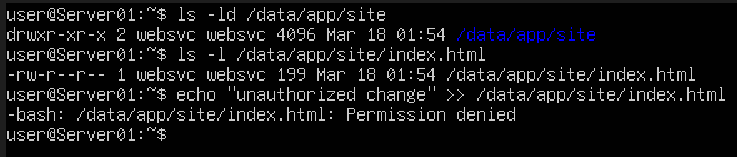 user@Server01:~$ ls -ld /data/app/site
drwxr-xr-x 2 websvc websvc 4096 Mar 18 01:54 /data/app/site
user@Server01:~$ ls -l /data/app/site/index.html
-rw-r--r-- 1 websvc websvc 199 Mar 18 01:54 /data/app/site/index.html
user@Server01:~$ echo "unauthorized change" >> /data/app/site/index.html
-bash: /data/app/site/index.html: Permission denied
user@Server01:~$